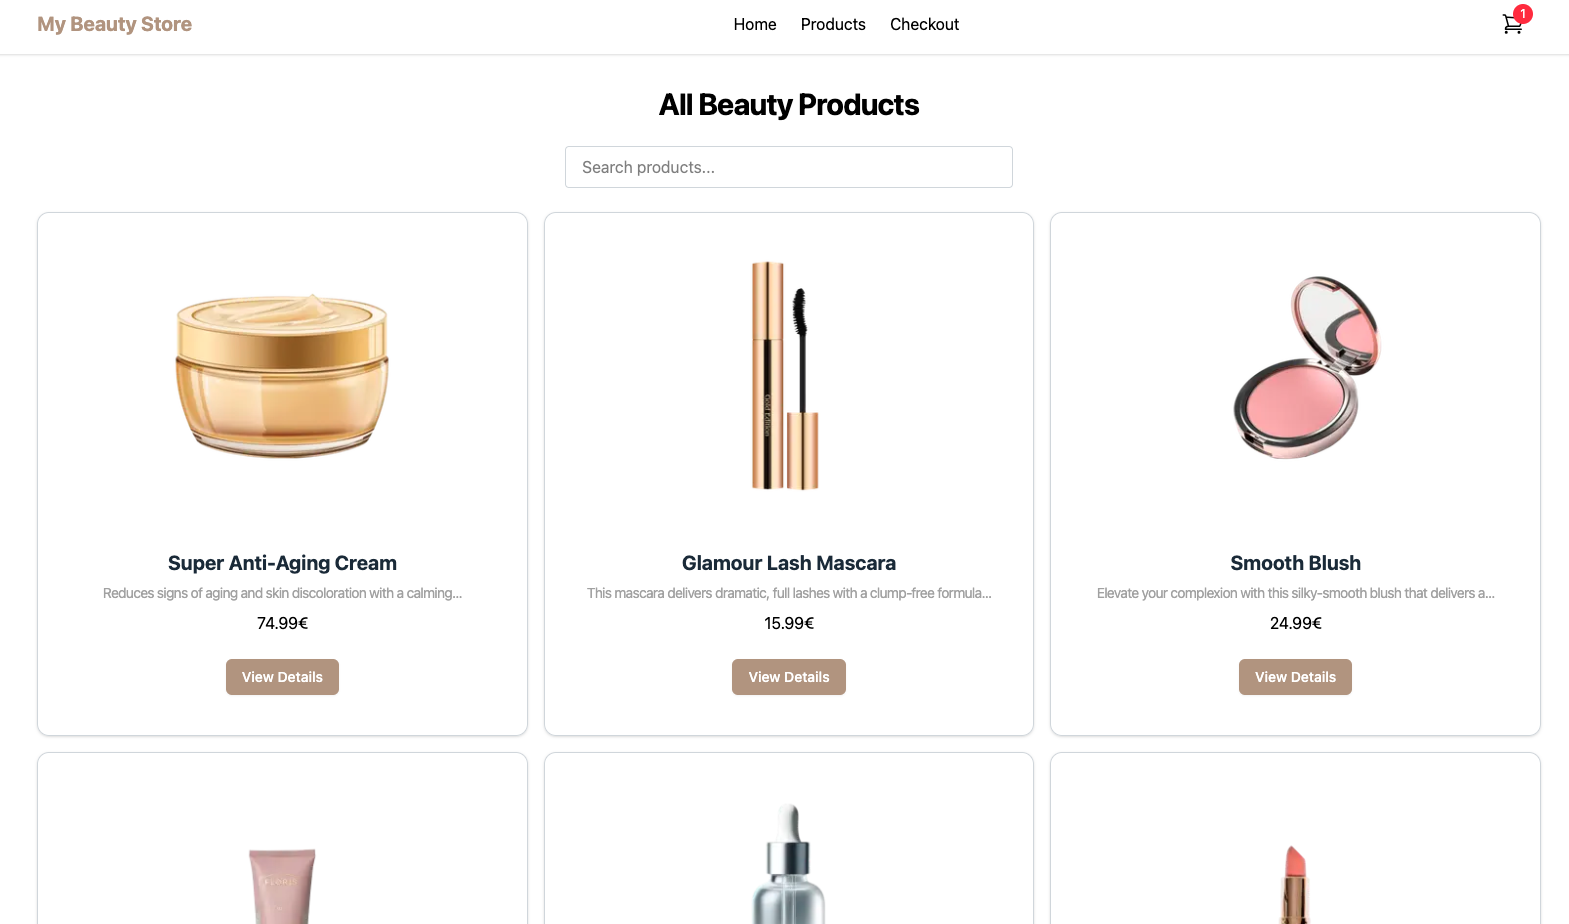 My Beauty Store
Home
Products
Checkout
1
All Beauty Products
Search products...
Super Anti-Aging Cream
Reduces signs of aging and skin discoloration with a calming...
74.99€
View Details
Glamour Lash Mascara
This mascara delivers dramatic, full lashes with a clump-free formula...
15.99€
View Details
Smooth Blush
Elevate your complexion with this silky-smooth blush that delivers a...
24.99€
View Details